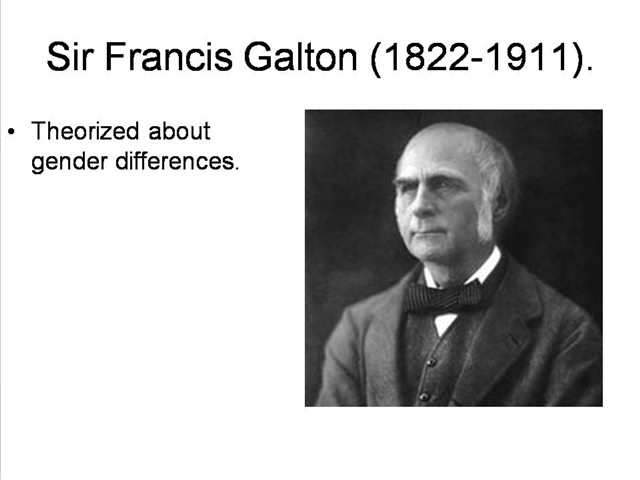 Sir Francis Galton (1822-1911).
• Theorized about
gender differences.